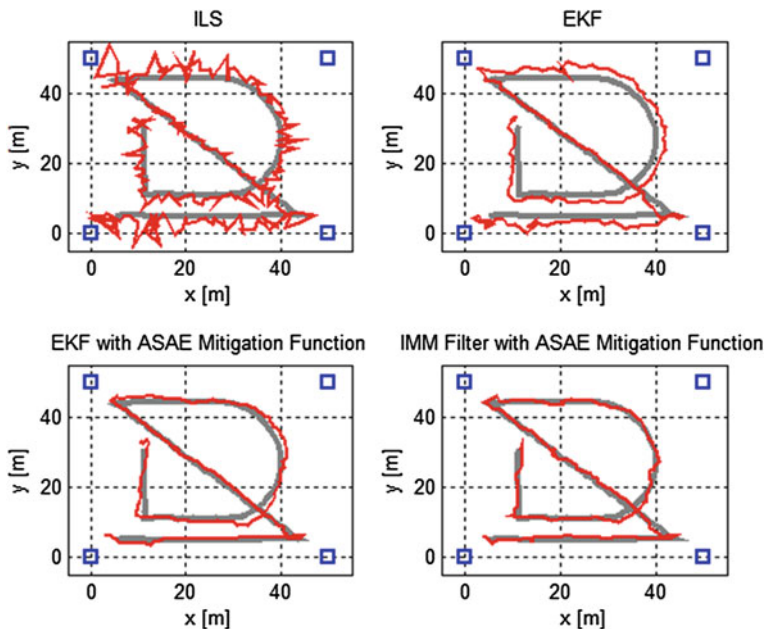 ILS
40
20
0
y [m]
0 20 40
x [m]
EKF
40
20
0
y [m]
0 20 40
x [m]
EKF with ASAE Mitigation Function
40
20
0
y [m]
0 20 40
x [m]
IMM Filter with ASAE Mitigation Function
40
20
0
y [m]
0 20 40
x [m]